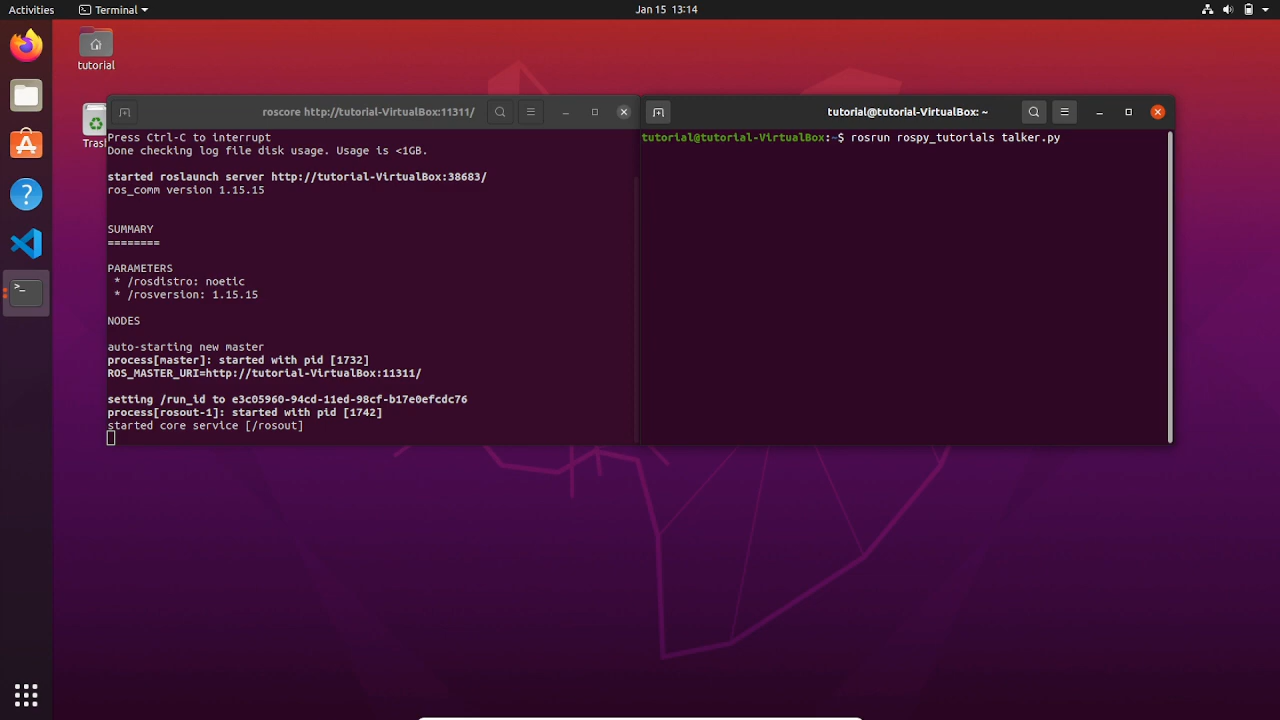 Activities
Terminal
Jan 15 13:14
tutorial
Trash
roscore http://tutorial-VirtualBox:11311/
Press Ctrl-C to interrupt
Done checking log file disk usage. Usage is <1GB.
started roslaunch server http://tutorial-VirtualBox:38683/
ros_comm version 1.15.15
SUMMARY
========
PARAMETERS
* /rosdistro: noetic
* /rosversion: 1.15.15
NODES
auto-starting new master
process[master]: started with pid [1732]
ROS_MASTER_URI=http://tutorial-VirtualBox:11311/
setting /run_id to e3c05960-94cd-11ed-98cf-b17e0efcdc76
process[rosout-1]: started with pid [1742]
started core service [/rosout]
tutorial@tutorial-VirtualBox: ~
tutorial@tutorial-VirtualBox:~$ rosrun rospy_tutorials talker.py